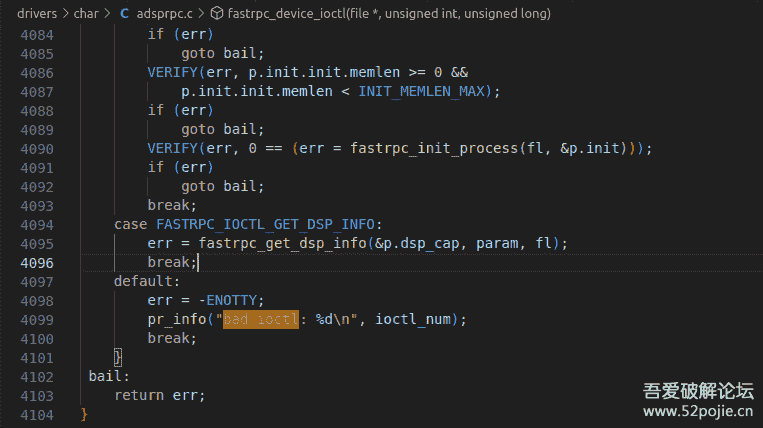 drivers > char > C adsprpc.c > fastrpc_device_ioctl(file *, unsigned int, unsigned long)
4084 if (err)
4085 goto bail;
4086 VERIFY(err, p.init.init.memlen >= 0 &&
4087 p.init.init.memlen < INIT_MEMLEN_MAX);
4088 if (err)
4089 goto bail;
4090 VERIFY(err, 0 == (err = fastrpc_init_process(fl, &p.init)));
4091 if (err)
4092 goto bail;
4093 break;
4094 case FASTRPC_IOCTL_GET_DSP_INFO:
4095 err = fastrpc_get_dsp_info(&p.dsp_cap, param, fl);
4096 break;
4097 default:
4098 err = -ENOTTY;
4099 pr_info("bad ioctl: %d\n", ioctl_num);
4100 break;
4101 }
4102 bail:
4103 return err;
4104 }
吾爱破解论坛
www.52pojie.cn